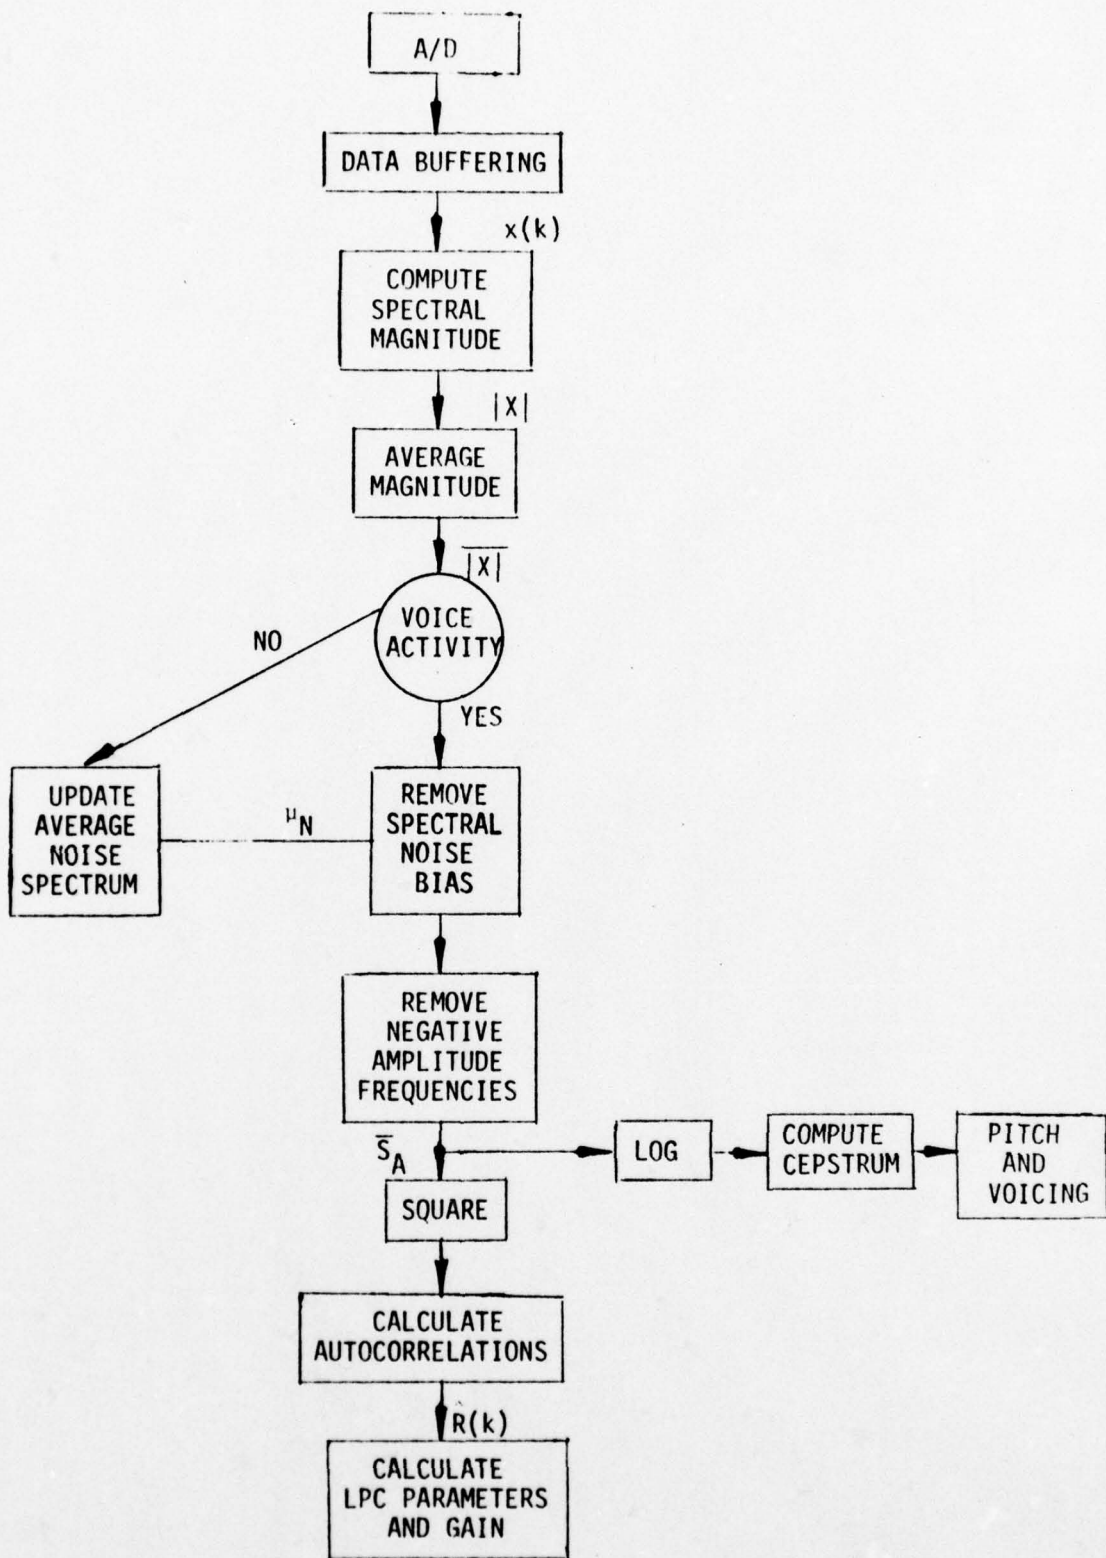 A/D
DATA BUFFERING
x(k)
COMPUTE
SPECTRAL
MAGNITUDE
|X|
AVERAGE
MAGNITUDE
|X|
VOICE
ACTIVITY
NO
YES
UPDATE
AVERAGE
NOISE
SPECTRUM
μN
REMOVE
SPECTRAL
NOISE
BIAS
REMOVE
NEGATIVE
AMPLITUDE
FREQUENCIES
S̅A
LOG
COMPUTE
CEPSTRUM
PITCH
AND
VOICING
SQUARE
CALCULATE
AUTOCORRELATIONS
R(k)
CALCULATE
LPC PARAMETERS
AND GAIN